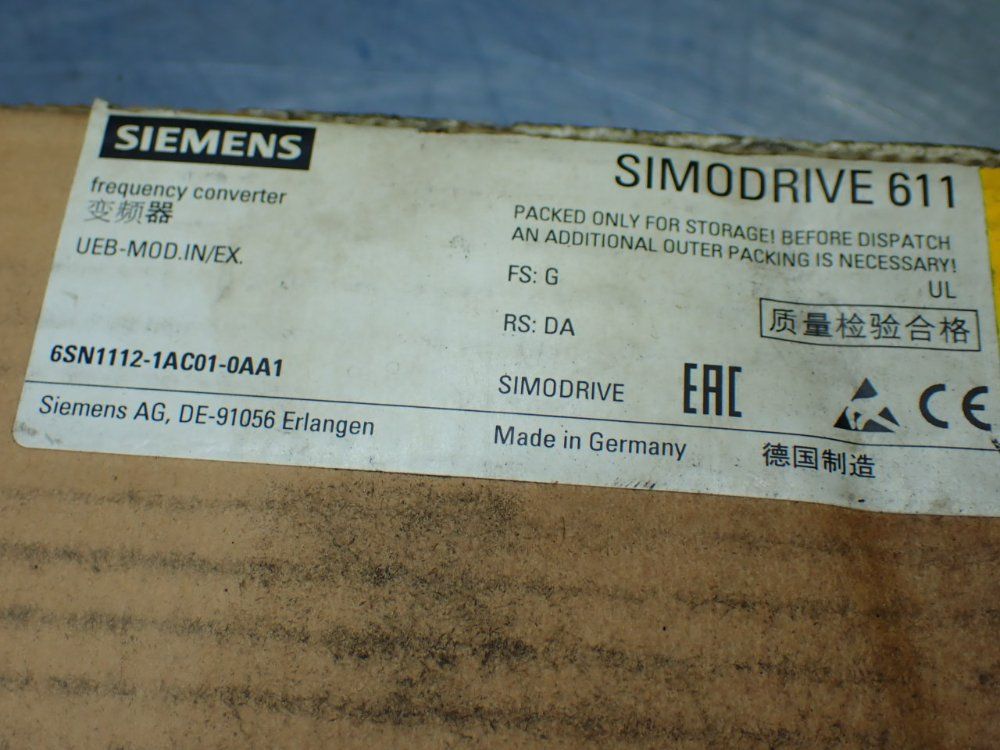 SIEMENS
SIMODRIVE 611
frequency converter
变频器
PACKED ONLY FOR STORAGE! BEFORE DISPATCH
AN ADDITIONAL OUTER PACKING IS NECESSARY!
UEB-MOD.IN/EX.
FS: G
UL
RS: DA
质量检验合格
6SN1112-1AC01-0AA1
SIMODRIVE
EAC
CE
Siemens AG, DE-91056 Erlangen
Made in Germany
德国制造